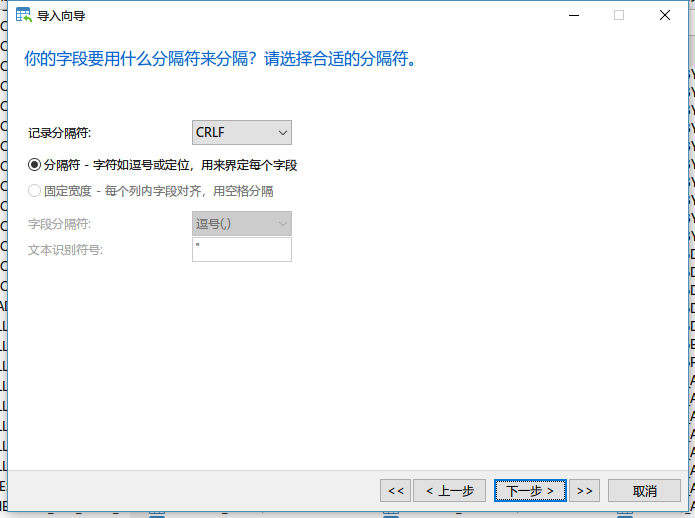 导入向导
你的字段要用什么分隔符来分隔？请选择合适的分隔符。
记录分隔符: CRLF
分隔符 - 字符如逗号或定位，用来界定每个字段
固定宽度 - 每个列内字段对齐，用空格分隔
字段分隔符: 逗号(,)
文本识别符号: "
<< < 上一步 下一步 > >> 取消